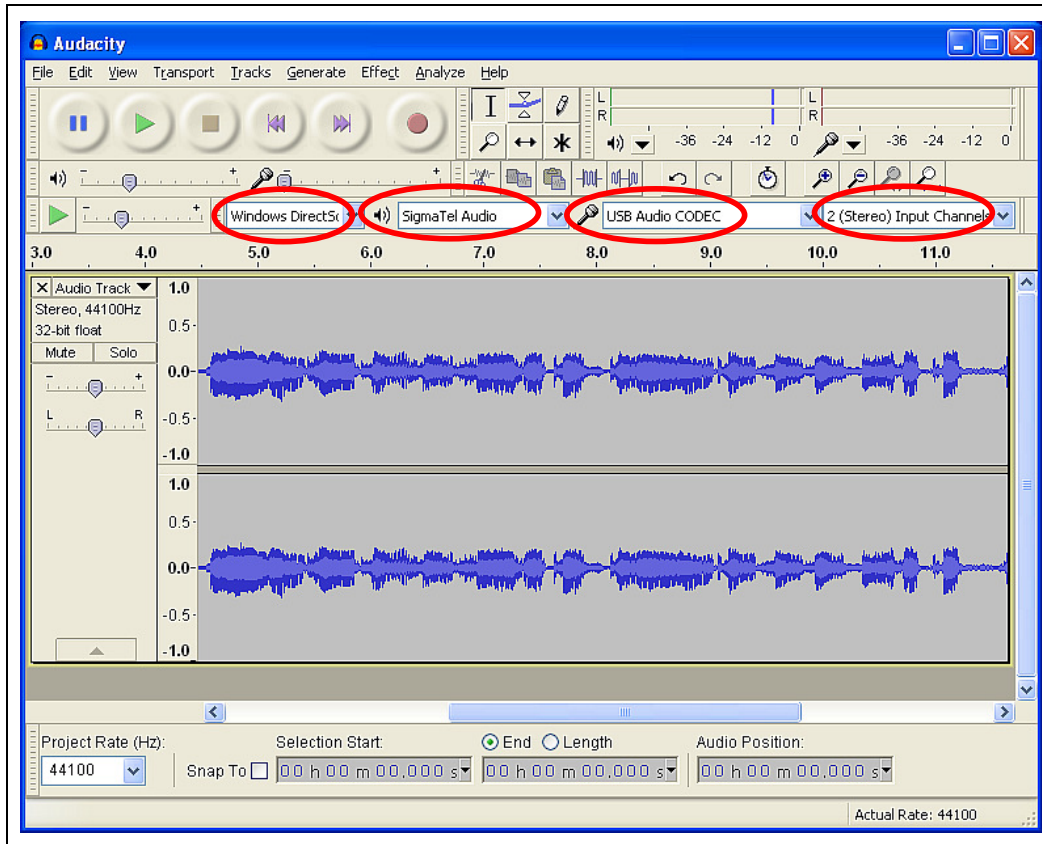 Audacity
File Edit View Transport Tracks Generate Effect Analyze Help
L
R
-36 -24 -12 0
L
R
-36 -24 -12 0
- +
- +
- +
Windows DirectSo
SigmaTel Audio
USB Audio CODEC
2 (Stereo) Input Channels
3.0 4.0 5.0 6.0 7.0 8.0 9.0 10.0 11.0
X Audio Track
Stereo, 44100Hz
32-bit float
Mute Solo
- +
L R
1.0
0.5
0.0
-0.5
-1.0
1.0
0.5
0.0
-0.5
-1.0
Project Rate (Hz): Selection Start: End Length Audio Position:
44100 Snap To 00 h 00 m 00.000 s 00 h 00 m 00.000 s 00 h 00 m 00.000 s
Actual Rate: 44100